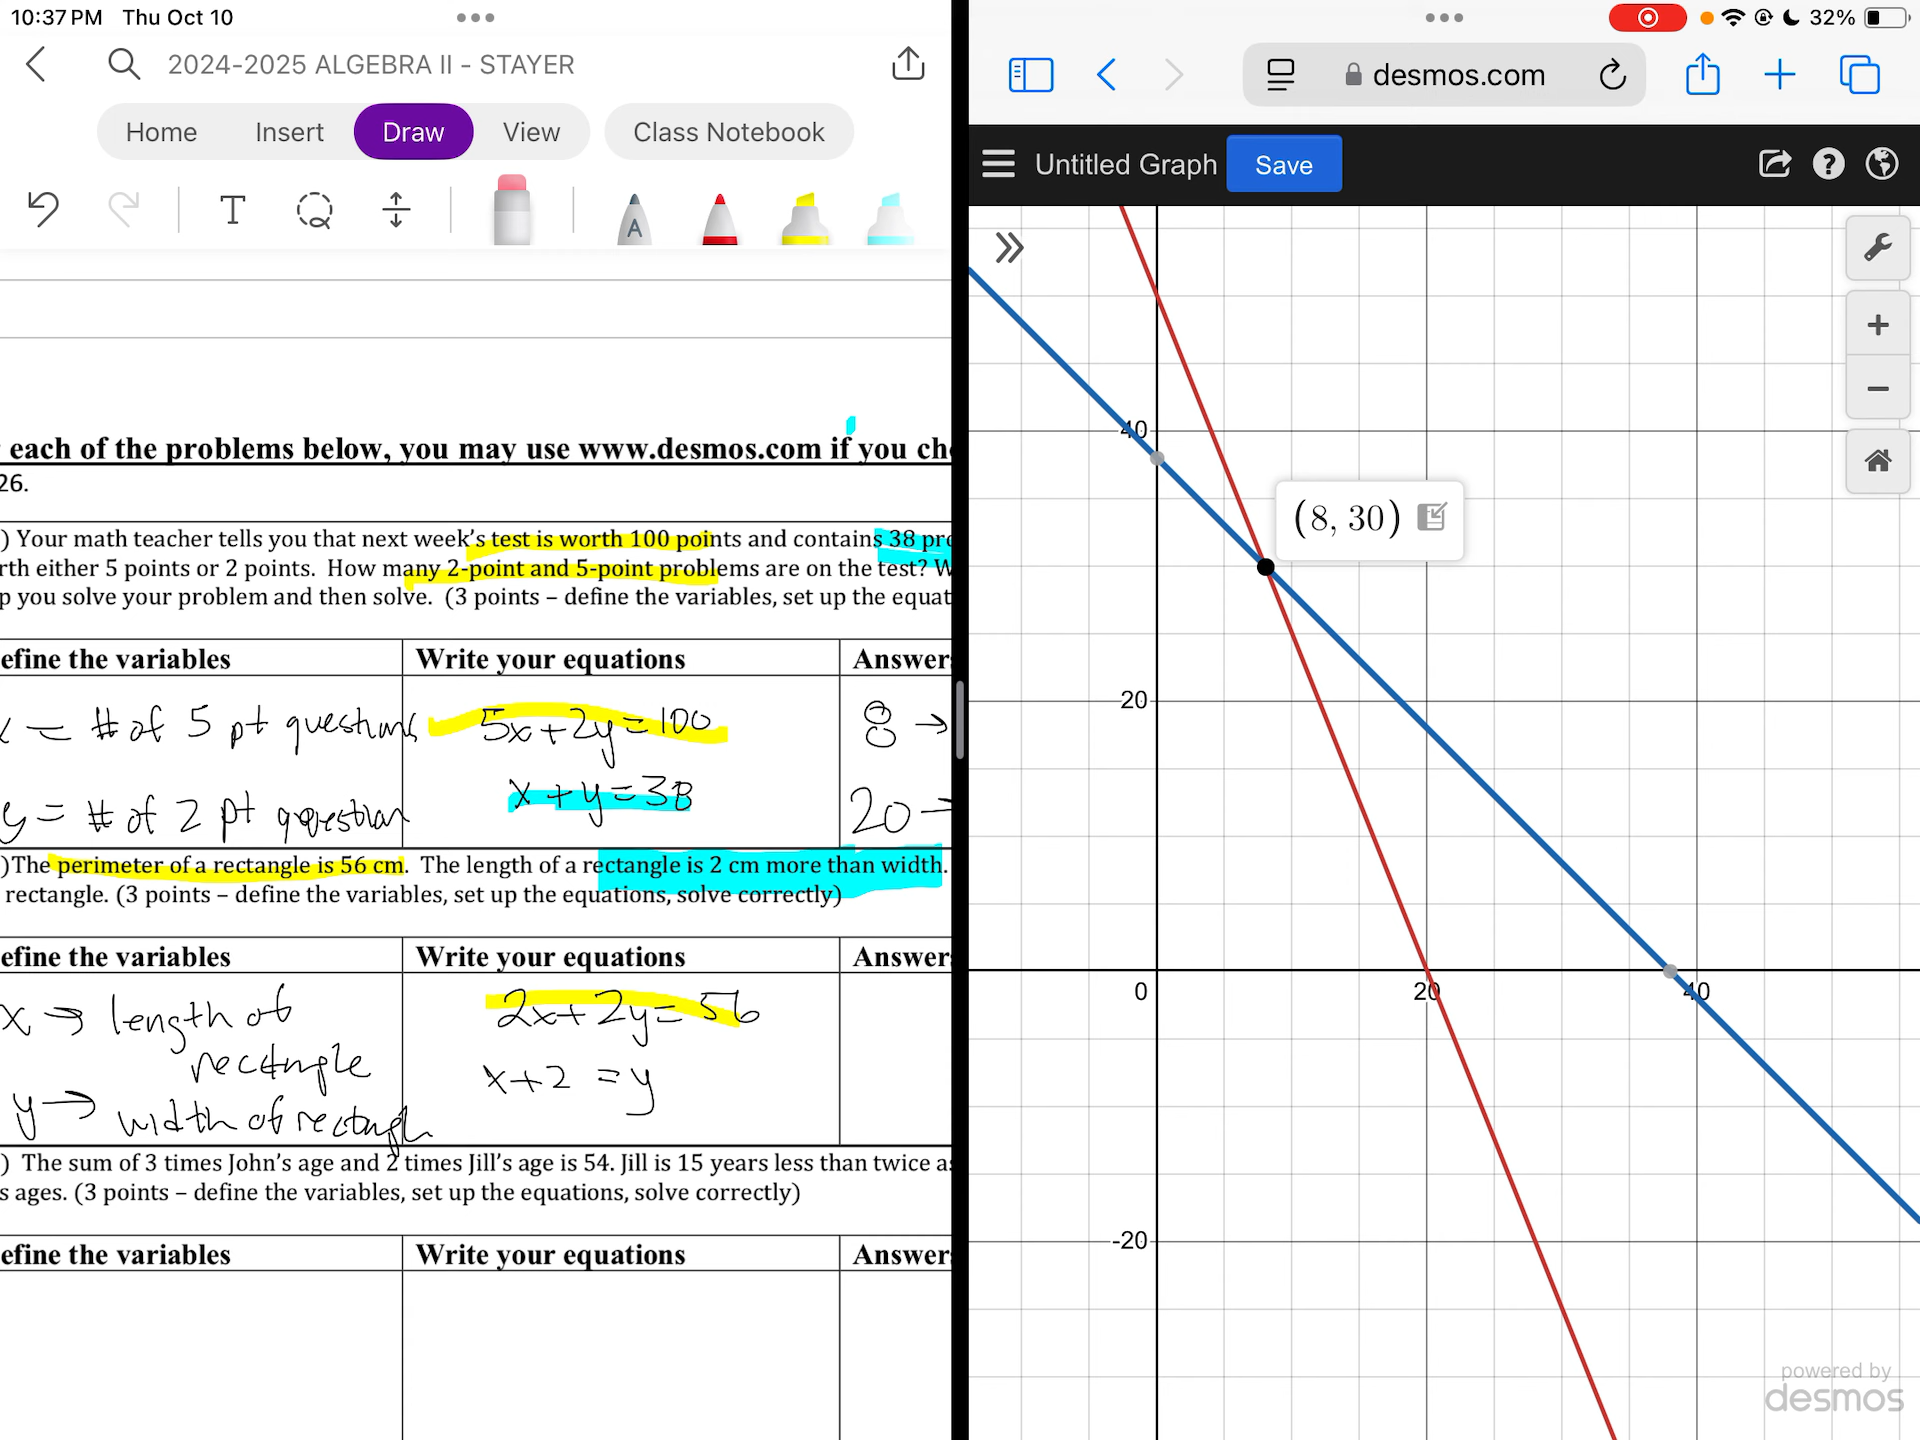 10:37 PM Thu Oct 10
2024-2025 ALGEBRA II - STAYER
Home Insert Draw View Class Notebook
T A
each of the problems below, you may use www.desmos.com if you ch
26.
) Your math teacher tells you that next week's test is worth 100 points and contains 38 pro
rth either 5 points or 2 points. How many 2-point and 5-point problems are on the test? W
p you solve your problem and then solve. (3 points – define the variables, set up the equat
efine the variables Write your equations Answer
x = # of 5 pt questions 5x+2y=100 8 →
x+y=38
y = # of 2 pt question 20 →
)The perimeter of a rectangle is 56 cm. The length of a rectangle is 2 cm more than width.
rectangle. (3 points – define the variables, set up the equations, solve correctly)
efine the variables Write your equations Answer
x → length of rectangle 2x+2y=56
y → width of rectangle x+2 =y
) The sum of 3 times John's age and 2 times Jill's age is 54. Jill is 15 years less than twice a
s ages. (3 points – define the variables, set up the equations, solve correctly)
efine the variables Write your equations Answer
32%
desmos.com
Untitled Graph Save
40
(8, 30)
20
0 20 40
-20
powered by
desmos